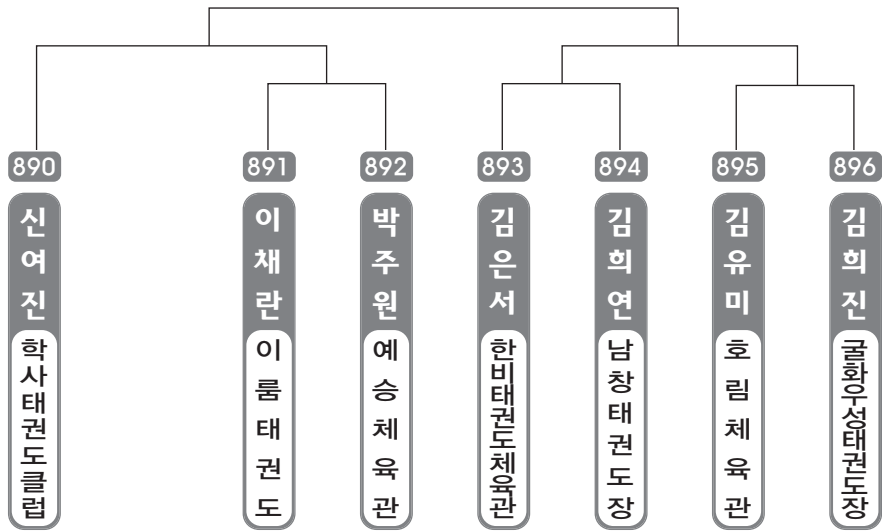 890
신여진
학사태권도클럽
891
이채란
이룸태권도
892
박주원
예승체육관
893
김은서
한비태권도체육관
894
김희연
남창태권도장
895
김유미
호림체육관
896
김희진
굴화우성태권도장